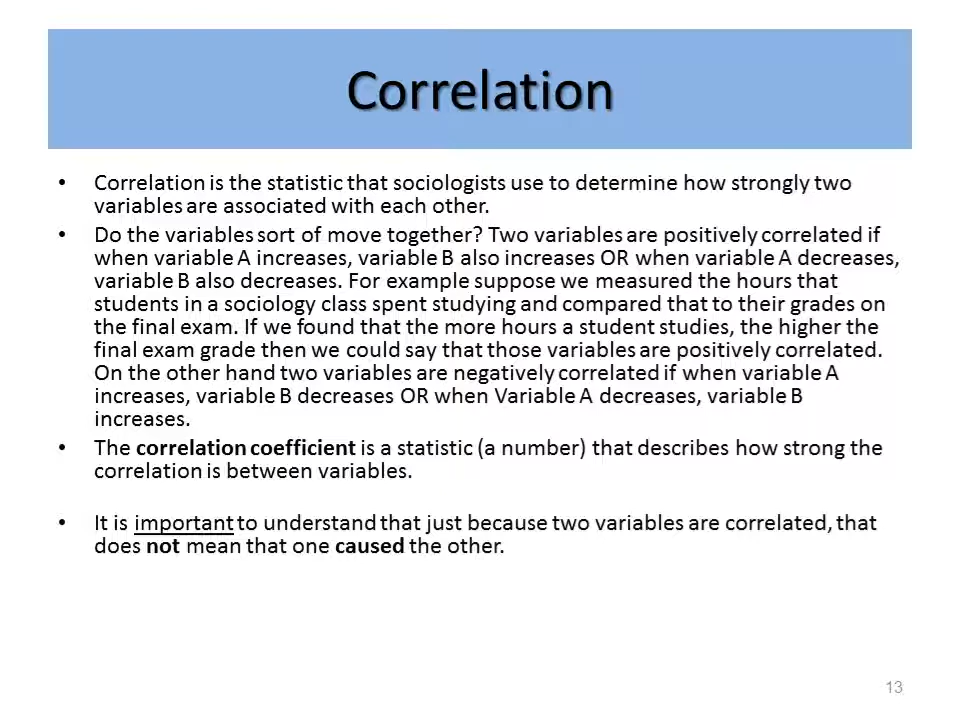 Correlation
• Correlation is the statistic that sociologists use to determine how strongly two
variables are associated with each other.
• Do the variables sort of move together? Two variables are positively correlated if
when variable A increases, variable B also increases OR when variable A decreases,
variable B also decreases. For example suppose we measured the hours that
students in a sociology class spent studying and compared that to their grades on
the final exam. If we found that the more hours a student studies, the higher the
final exam grade then we could say that those variables are positively correlated.
On the other hand two variables are negatively correlated if when variable A
increases, variable B decreases OR when Variable A decreases, variable B
increases.
• The correlation coefficient is a statistic (a number) that describes how strong the
correlation is between variables.
• It is important to understand that just because two variables are correlated, that
does not mean that one caused the other.
13